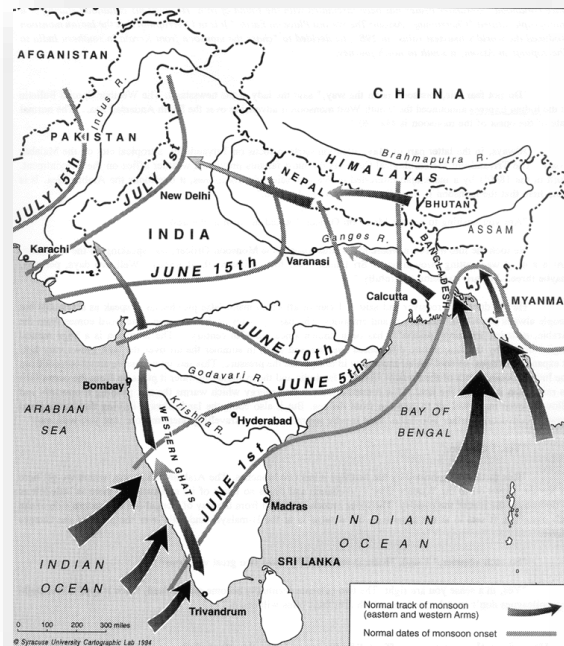 AFGANISTAN
CHINA
Indus R.
PAKISTAN
JULY 1st
JULY 15th
HIMALAYAS
Brahmaputra R.
NEPAL
New Delhi
BHUTAN
ASSAM
INDIA
Ganges R.
Karachi
Varanasi
BANGLADESH
JUNE 15th
Calcutta
MYANMA
JUNE 10th
Godavari R.
JUNE 5th
Bombay
ARABIAN
SEA
Krishna R.
Hyderabad
BAY OF
BENGAL
WESTERN GHATS
JUNE 1st
Madras
INDIAN
OCEAN
INDIAN
OCEAN
SRI LANKA
Trivandrum
0 100 200 300 miles
© Syracuse University Cartographic Lab 1994
Normal track of monsoon
(eastern and western Arms)
Normal dates of monsoon onset